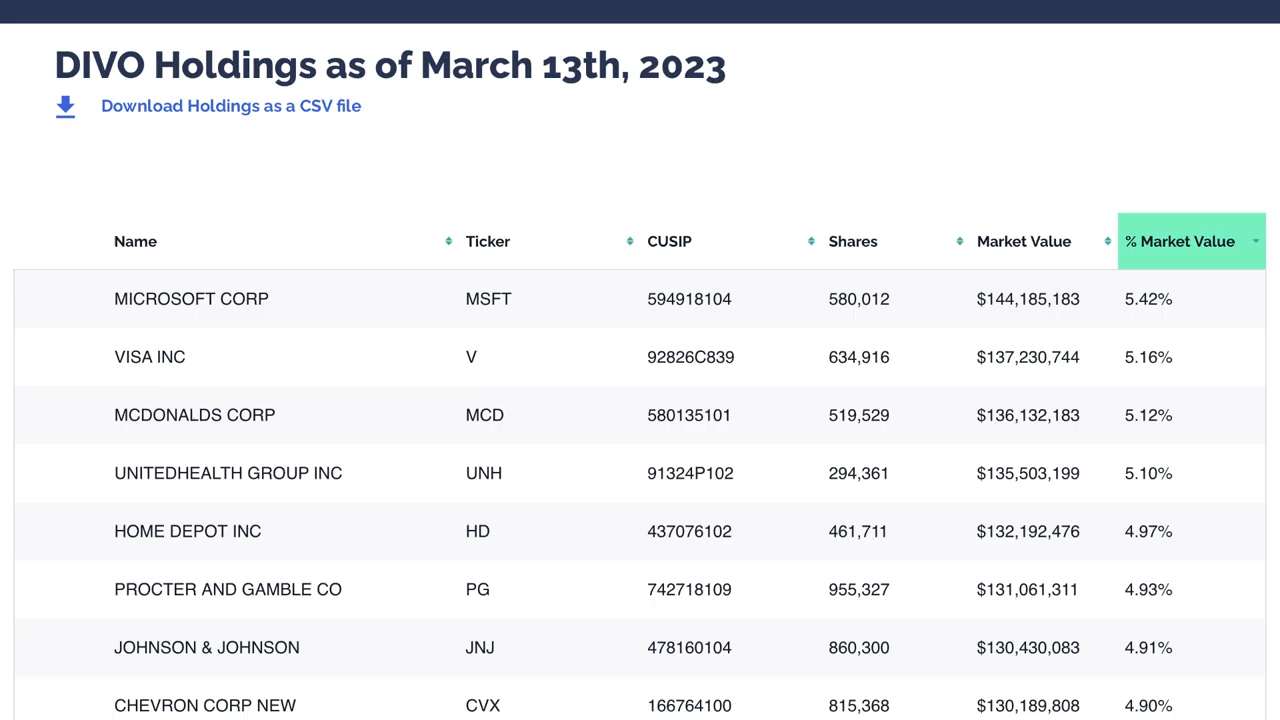 DIVO Holdings as of March 13th, 2023
Download Holdings as a CSV file
Name Ticker CUSIP Shares Market Value % Market Value
MICROSOFT CORP MSFT 594918104 580,012 $144,185,183 5.42%
VISA INC V 92826C839 634,916 $137,230,744 5.16%
MCDONALDS CORP MCD 580135101 519,529 $136,132,183 5.12%
UNITEDHEALTH GROUP INC UNH 91324P102 294,361 $135,503,199 5.10%
HOME DEPOT INC HD 437076102 461,711 $132,192,476 4.97%
PROCTER AND GAMBLE CO PG 742718109 955,327 $131,061,311 4.93%
JOHNSON & JOHNSON JNJ 478160104 860,300 $130,430,083 4.91%
CHEVRON CORP NEW CVX 166764100 815,368 $130,189,808 4.90%